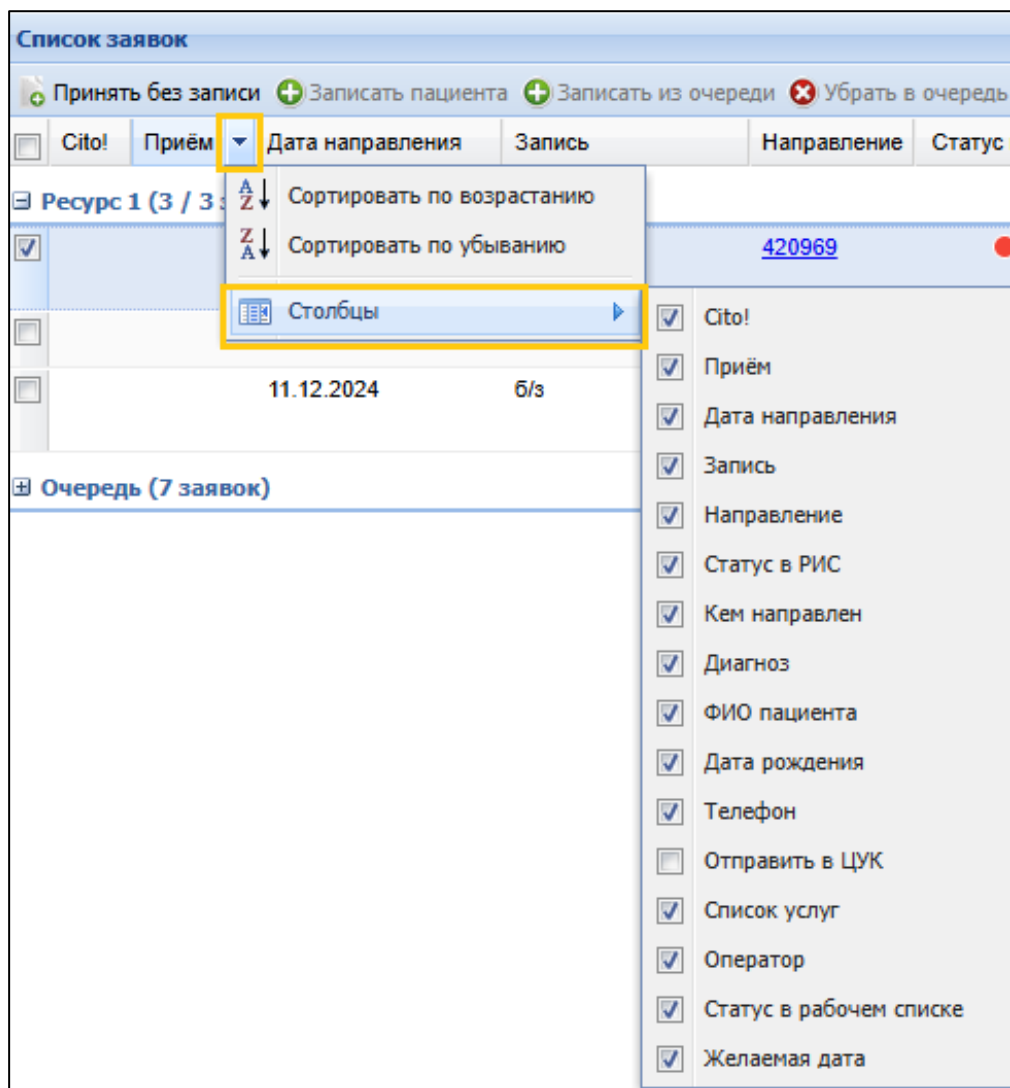 Список заявок
Принять без записи Записать пациента Записать из очереди Убрать в очередь
Cito! Приём Дата направления Запись Направление Статус
Ресурс 1 (3 / 3
Сортировать по возрастанию
Сортировать по убыванию
420969
Столбцы
Cito!
Приём
11.12.2024 б/з
Дата направления
Запись
Очередь (7 заявок)
Направление
Статус в РИС
Кем направлен
Диагноз
ФИО пациента
Дата рождения
Телефон
Отправить в ЦУК
Список услуг
Оператор
Статус в рабочем списке
Желаемая дата